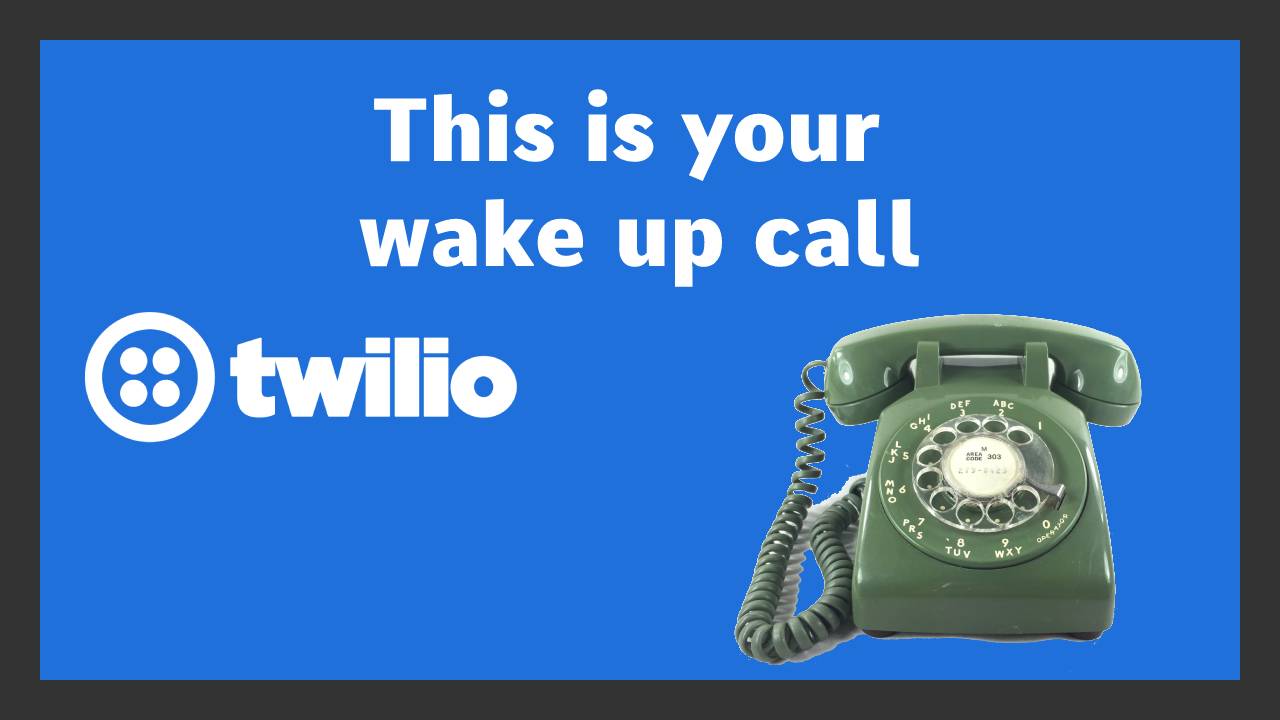 This is your
wake up call
twilio
ABC
2
DEF
3
1
GHI
4
JKL
5
MNO
6
M
AREA
CODE 303
PRS
7
8
TUV
9
WXY
0
OPERATOR